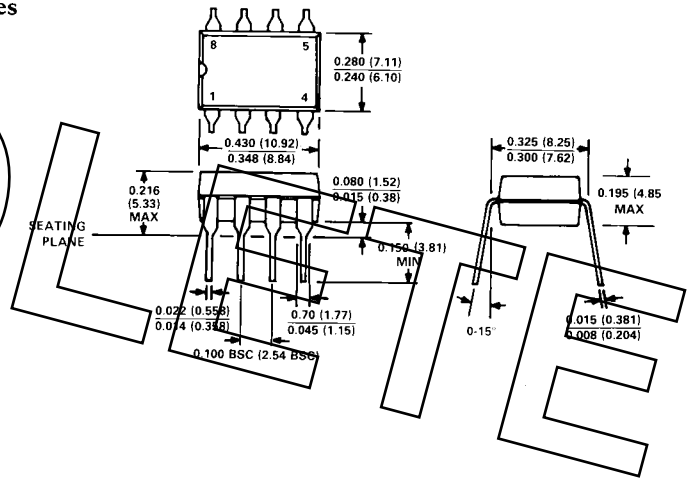 es
8 5
1 4
0.280 (7.11)
0.240 (6.10)
0.430 (10.92)
0.348 (8.84)
0.325 (8.25)
0.300 (7.62)
0.216
(5.33)
MAX
0.080 (1.52)
0.015 (0.38)
0.195 (4.85
MAX
SEATING
PLANE
0.150 (3.81)
MIN
0.022 (0.558)
0.014 (0.358)
0.70 (1.77)
0.045 (1.15)
0.100 BSC (2.54 BSC)
0-15°
0.015 (0.381)
0.008 (0.204)
LETE